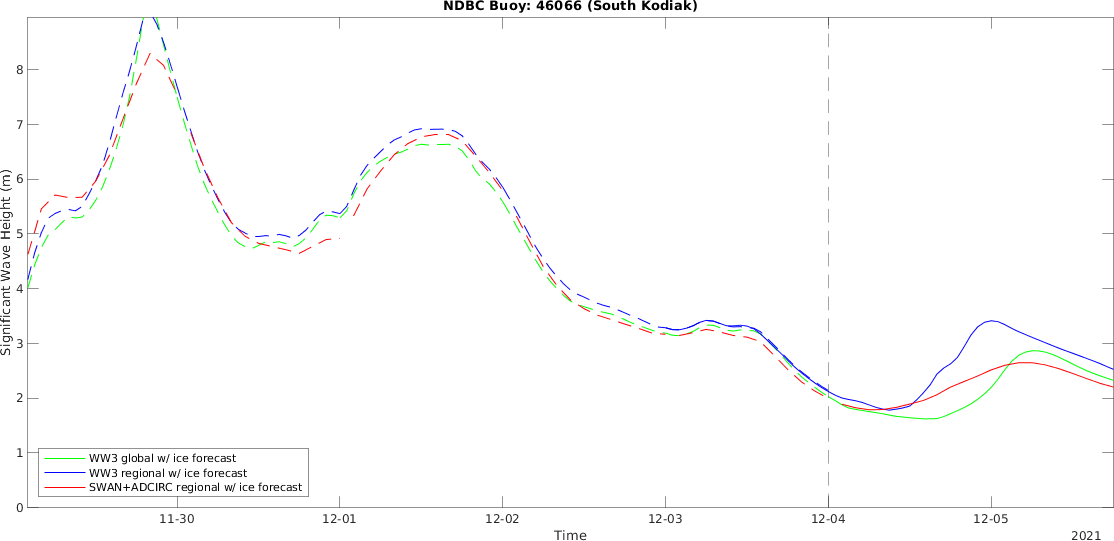 NDBC Buoy: 46066 (South Kodiak)
Significant Wave Height (m)
8
7
6
5
4
3
2
1
0
WW3 global w/ ice forecast
WW3 regional w/ ice forecast
SWAN+ADCIRC regional w/ ice forecast
11-30 12-01 12-02 12-03 12-04 12-05
Time
2021